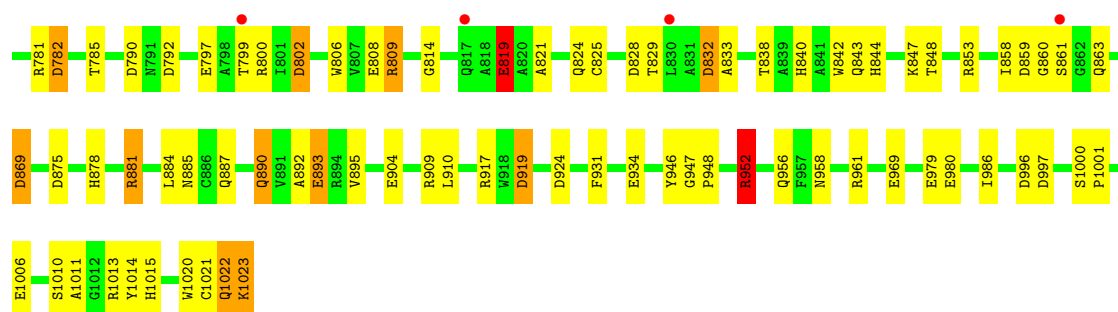 R781 D782 T785 D790 N791 D792 E797 A798 T799 R800 I801 D802 W806 V807 E808 R809 G814 Q817 A818 E819 A820 A821 Q824 C825 D828 T829 L830 A831 D832 A833 T838 A839 H840 A841 W842 Q843 H844 K847 T848 R853 I858 D859 G860 S861 G862 Q863
D869 D875 H878 R881 L884 N885 C886 Q887 Q890 V891 A892 E893 R894 V895 E904 R909 L910 R917 W918 D919 D924 F931 E934 Y946 G947 P948 R952 Q956 F957 N958 R961 E969 E979 E980 I986 D996 D997 S1000 P1001
E1006 S1010 A1011 G1012 R1013 Y1014 H1015 W1020 C1021 Q1022 K1023